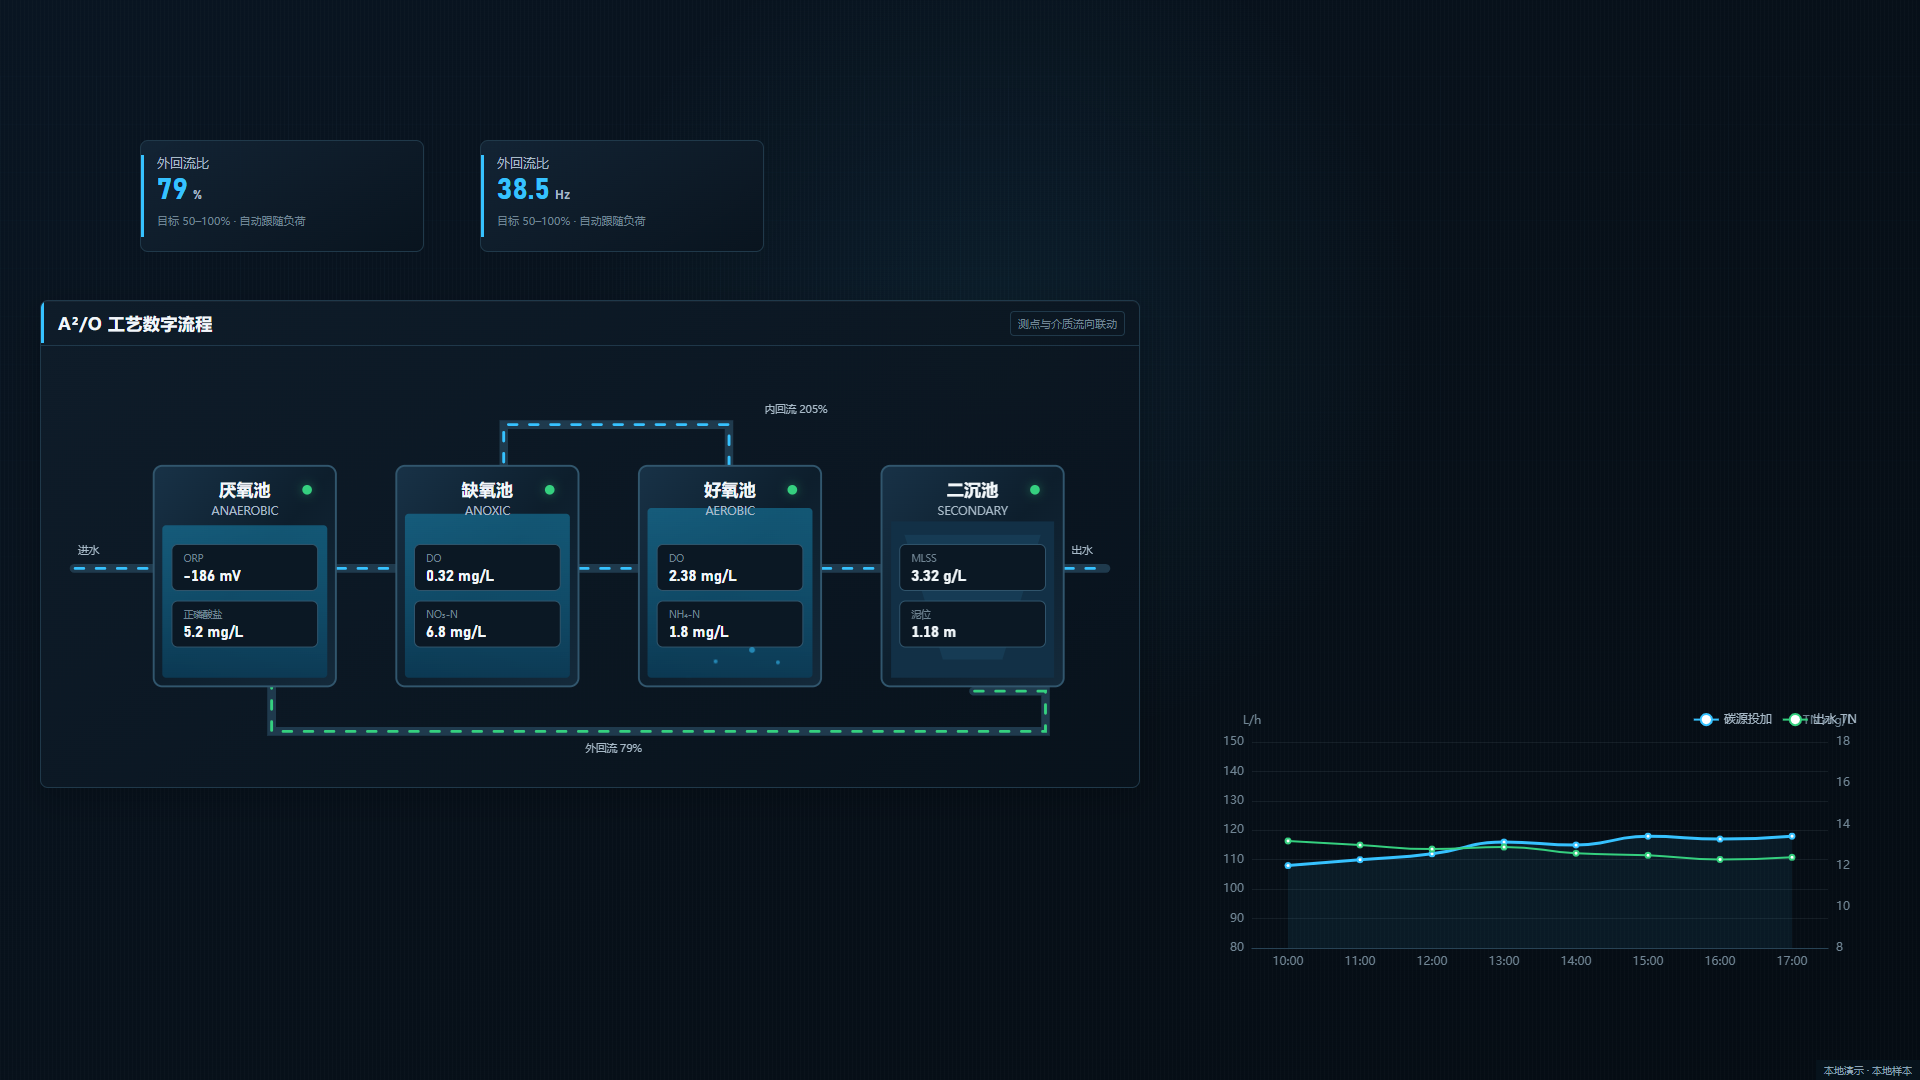 外回流比
79 %
目标 50–100% · 自动跟随负荷
外回流比
38.5 Hz
目标 50–100% · 自动跟随负荷
A²/O 工艺数字流程
测点与介质流向联动
内回流 205%
厌氧池
ANAEROBIC
ORP
-186 mV
正磷酸盐
5.2 mg/L
缺氧池
ANOXIC
DO
0.32 mg/L
NO₃-N
6.8 mg/L
好氧池
AEROBIC
DO
2.38 mg/L
NH₄-N
1.8 mg/L
二沉池
SECONDARY
MLSS
3.32 g/L
泥位
1.18 m
进水
出水
外回流 79%
L/h
碳源投加
出水 TN
150
140
130
120
110
100
90
80
18
16
14
12
10
8
10:00
11:00
12:00
13:00
14:00
15:00
16:00
17:00
本地演示 · 本地样本